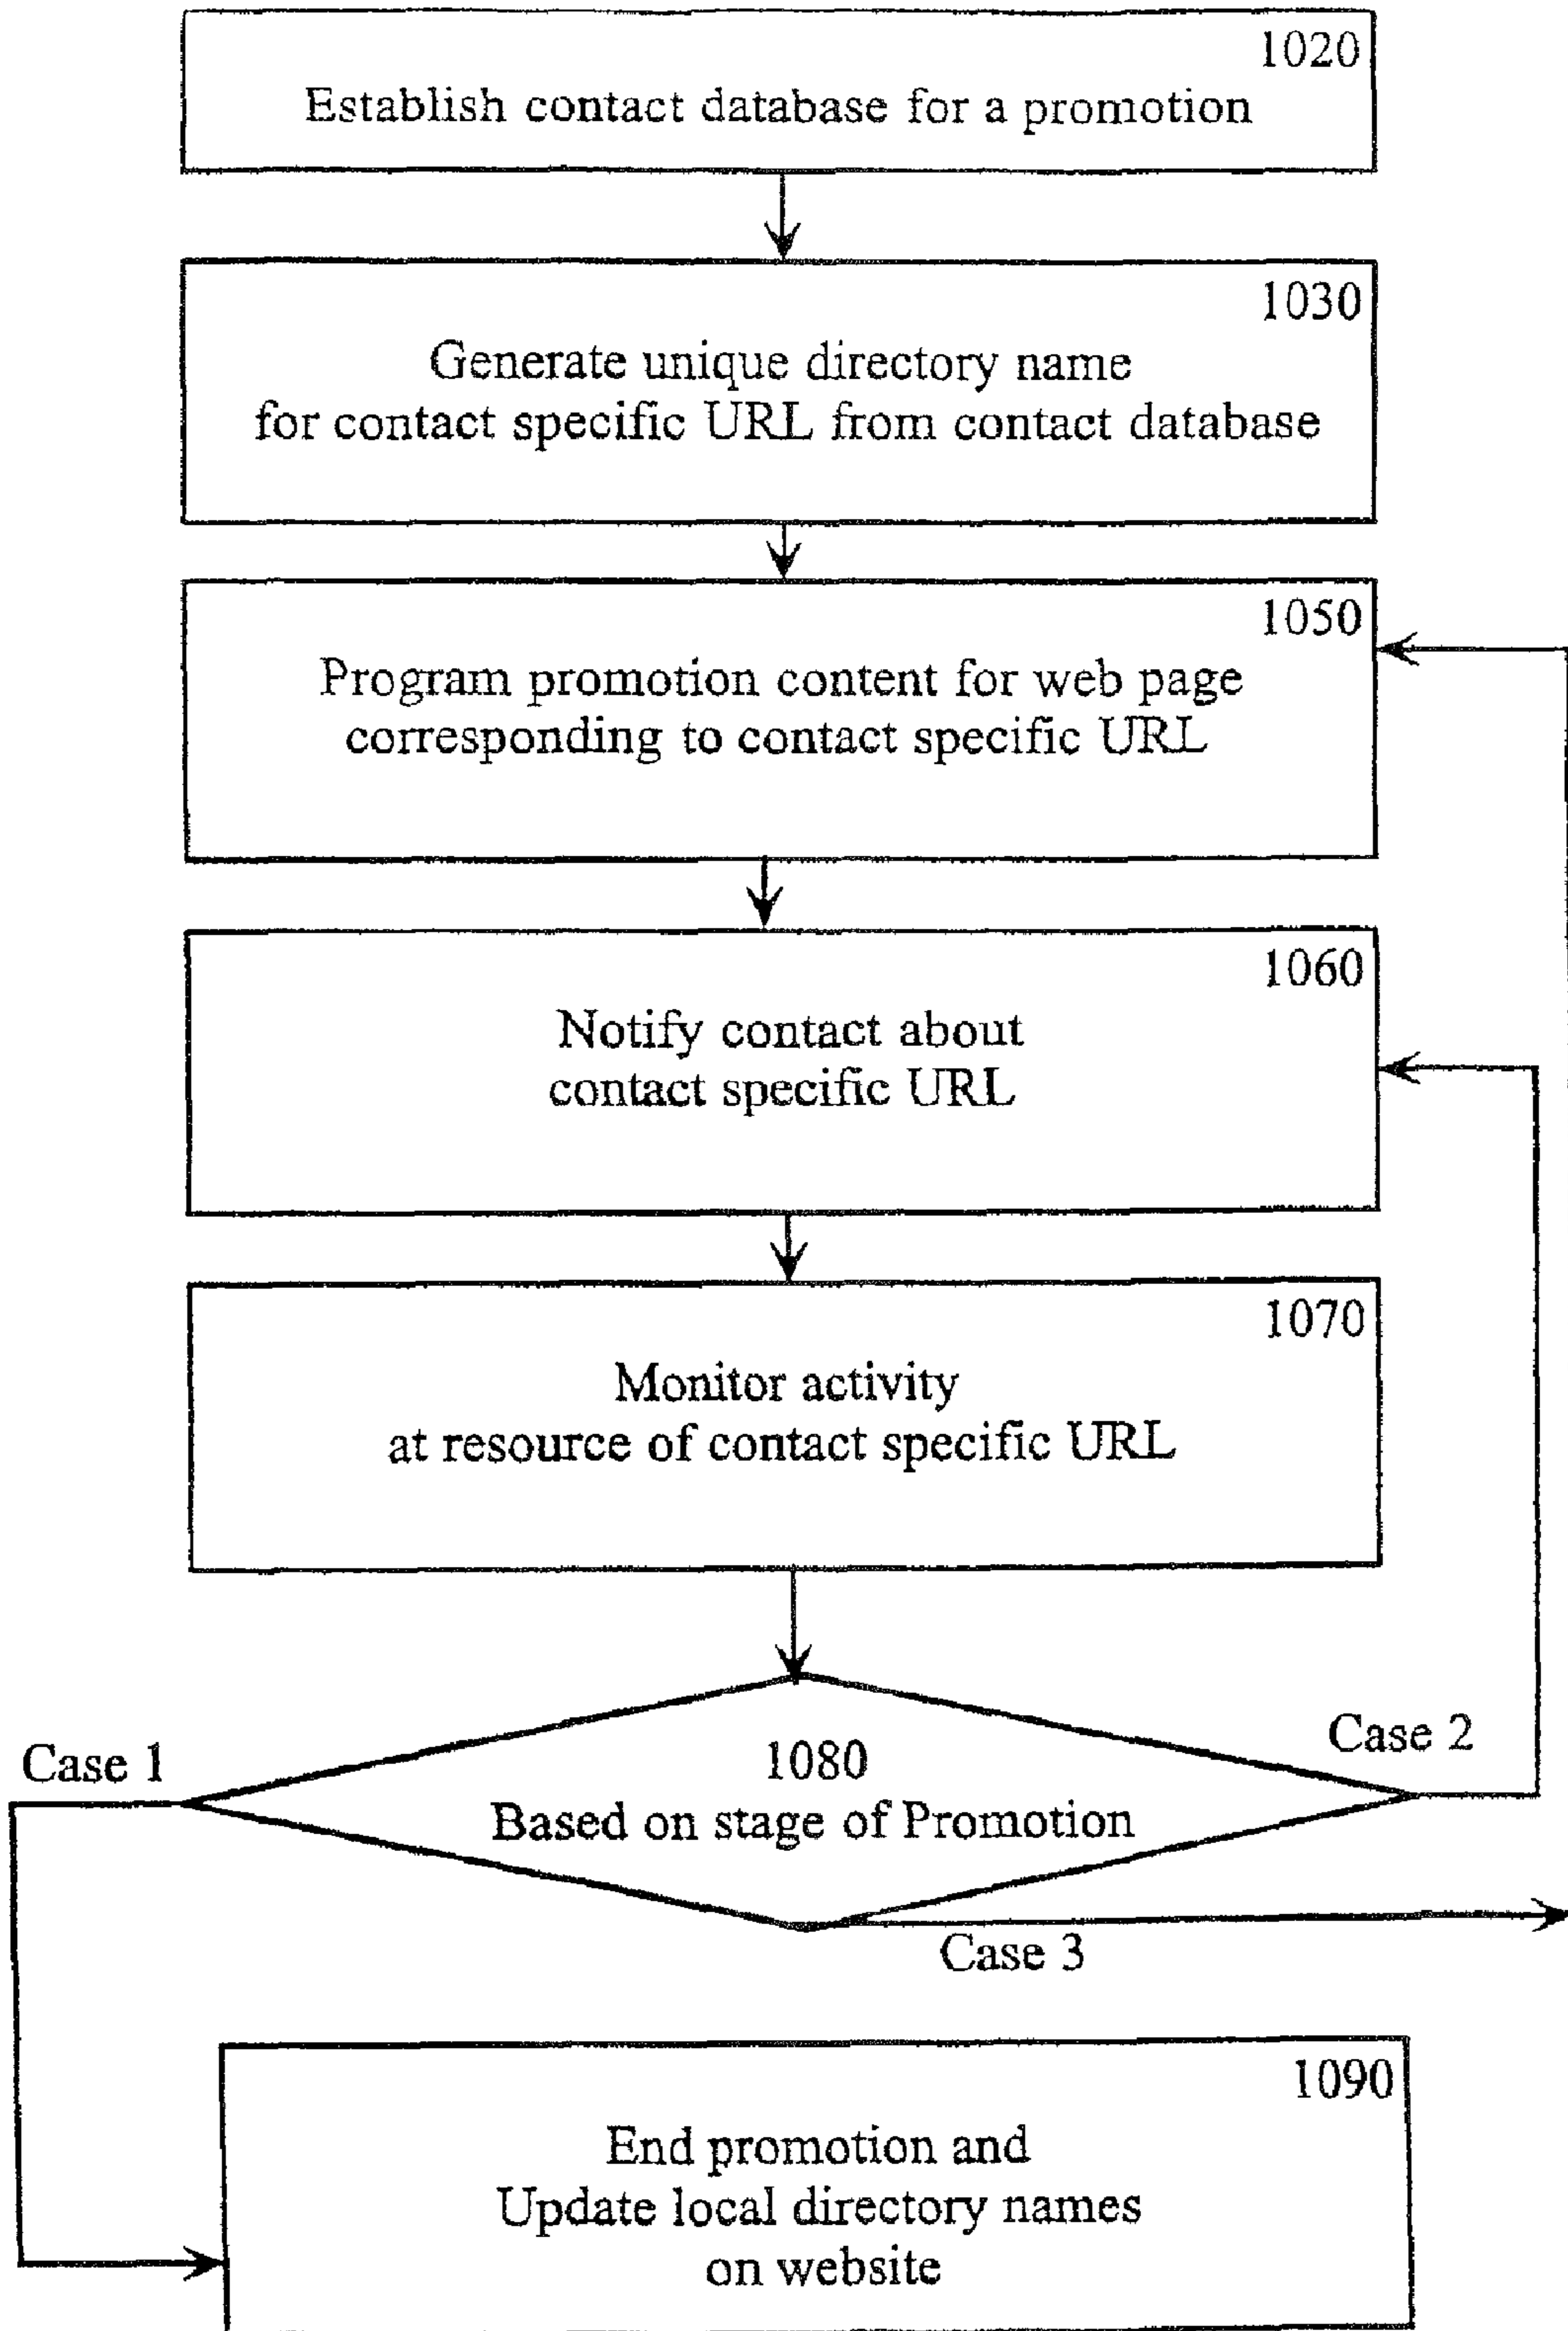 1020
Establish contact database for a promotion
1030
Generate unique directory name
for contact specific URL from contact database
1050
Program promotion content for web page
corresponding to contact specific URL
1060
Notify contact about
contact specific URL
1070
Monitor activity
at resource of contact specific URL
Case 1
1080
Based on stage of Promotion
Case 2
Case 3
1090
End promotion and
Update local directory names
on website